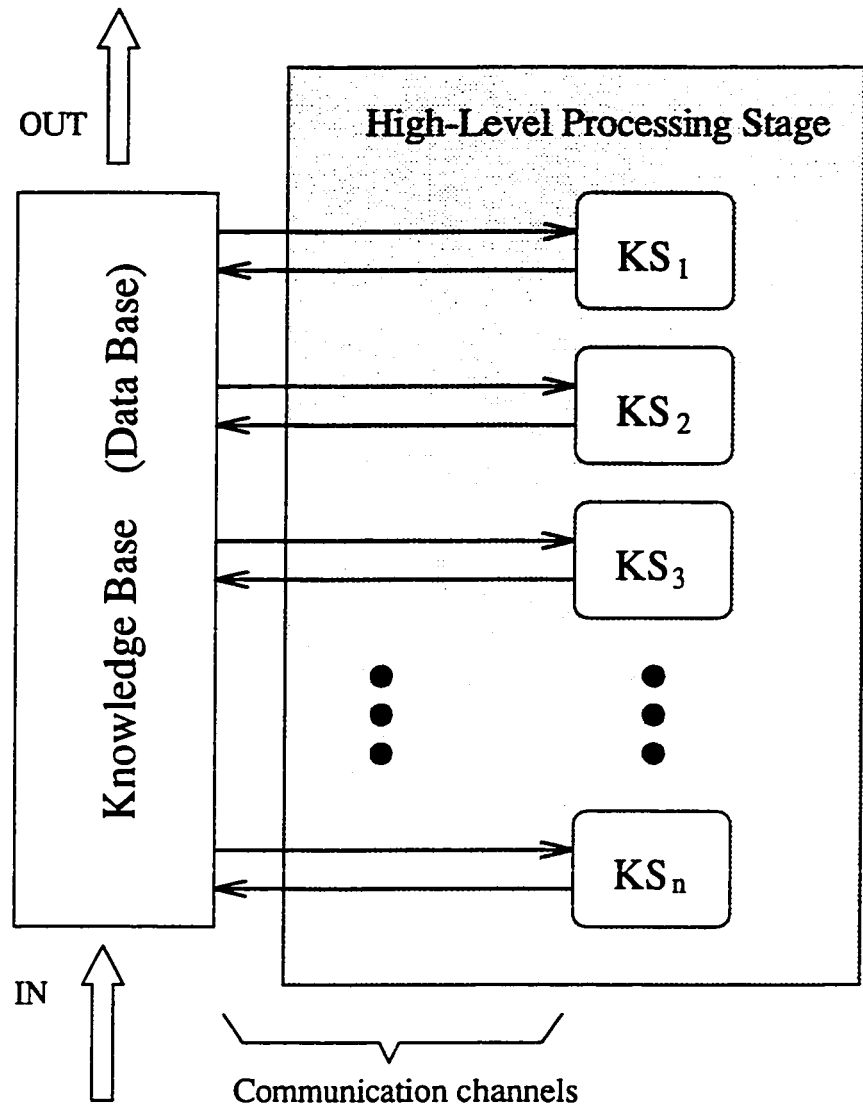 OUT
High-Level Processing Stage
KS1
KS2
Knowledge Base (Data Base)
KS3
KSn
IN
Communication channels